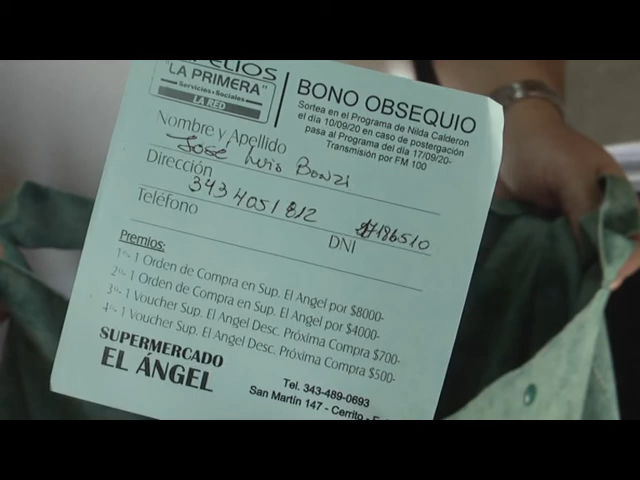 "LA PRIMERA"
Servicios Sociales
LA RED
BONO OBSEQUIO
Sortea en el Programa de Nilda Calderon
el día 10/09/20 en caso de postergación
pasa al Programa del día 17/09/20-
Transmisión por FM 100
Nombre y Apellido
José Luis Bonzi
Dirección
343 4051 812
Teléfono
DNI
Premios:
1º- 1 Orden de Compra en Sup. El Angel por $8000-
2º- 1 Orden de Compra en Sup. El Angel por $4000-
3º- 1 Voucher Sup. El Angel Desc. Próxima Compra $700-
4º- 1 Voucher Sup. El Angel Desc. Próxima Compra $500-
SUPERMERCADO
EL ÁNGEL
Tel. 343-489-0693
San Martín 147 - Cerrito -